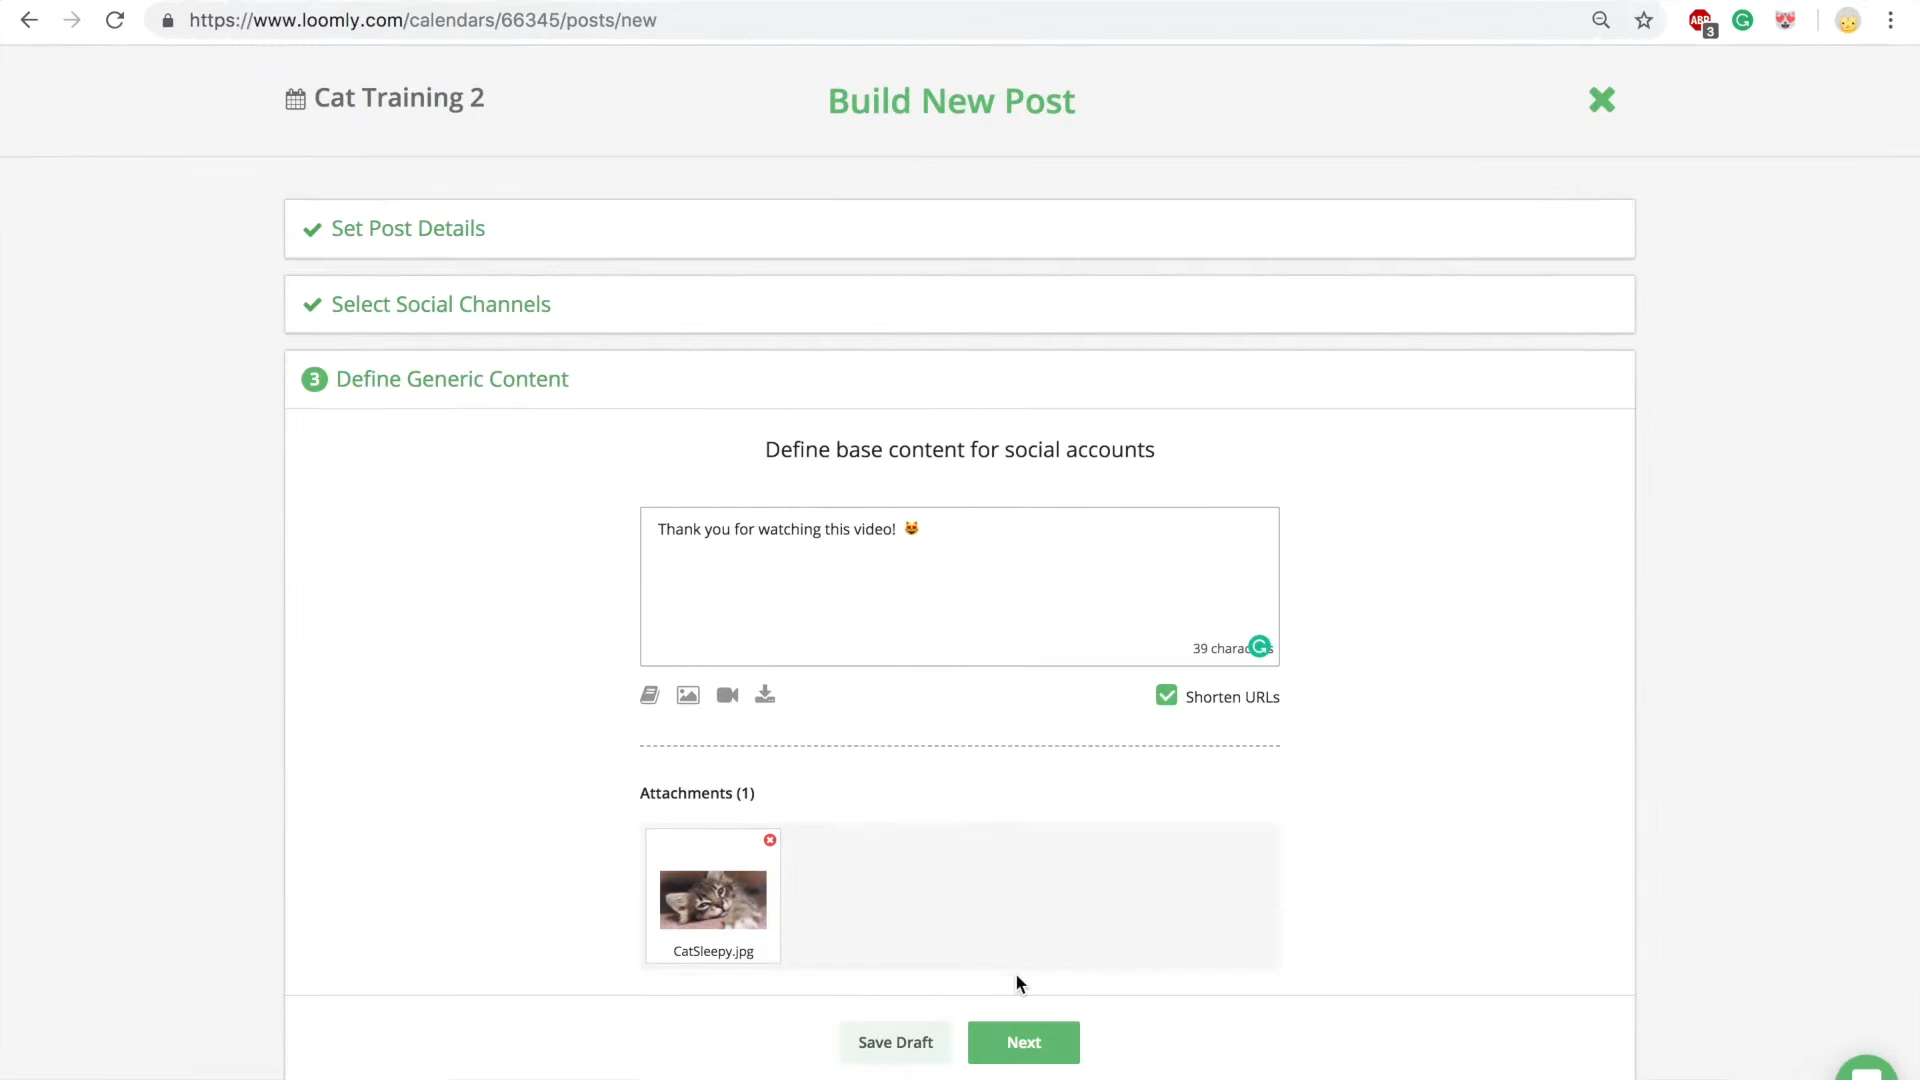 https://www.loomly.com/calendars/66345/posts/new
ABP
3
Cat Training 2
Build New Post
Set Post Details
Select Social Channels
3 Define Generic Content
Define base content for social accounts
Thank you for watching this video! 😻
39
Shorten URLs
Attachments (1)
CatSleepy.jpg
Save Draft
Next